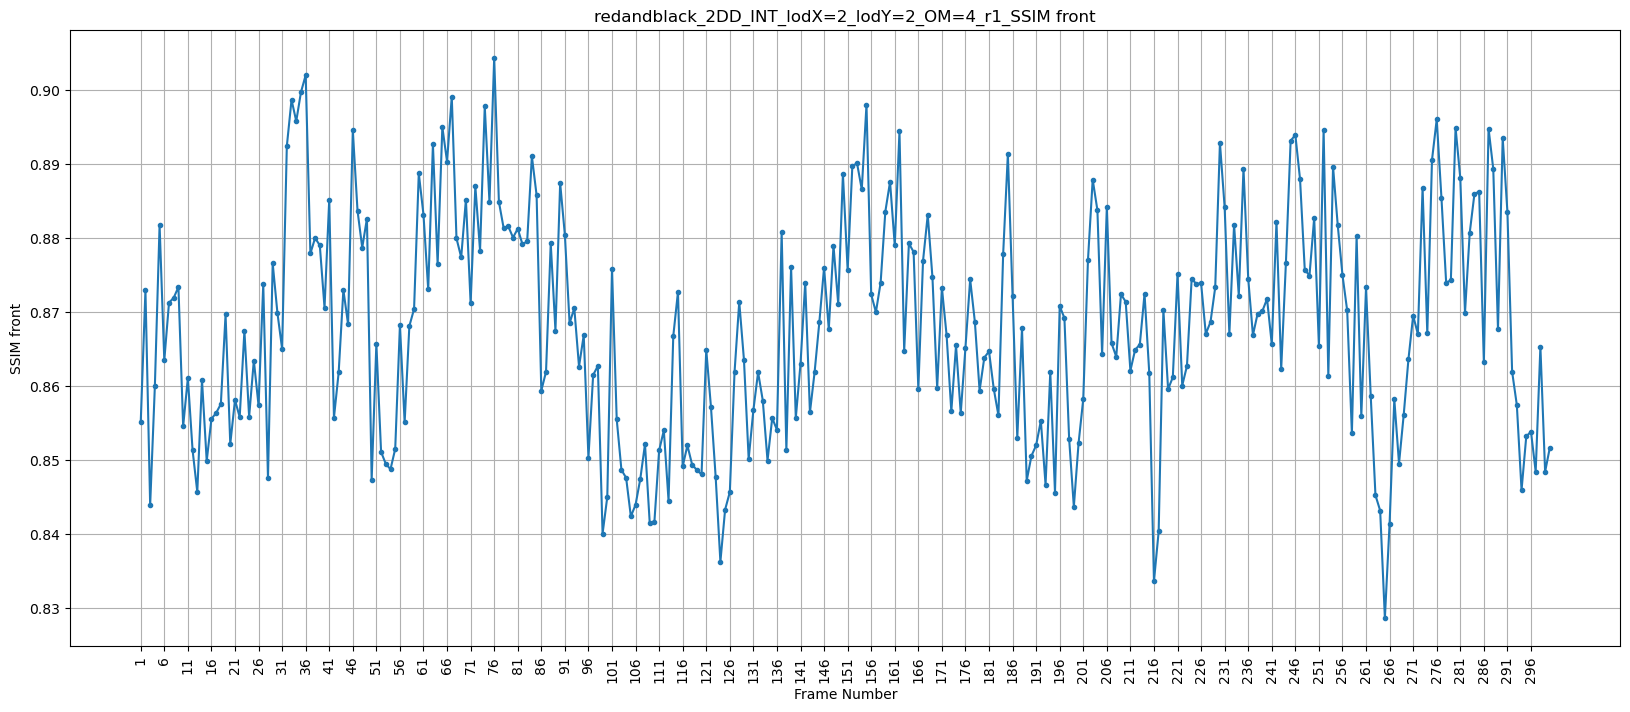 redandblack_2DD_INT_lodX=2_lodY=2_OM=4_r1_SSIM front
SSIM front
0.90
0.89
0.88
0.87
0.86
0.85
0.84
0.83
1 6 11 16 21 26 31 36 41 46 51 56 61 66 71 76 81 86 91 96 101 106 111 116 121 126 131 136 141 146 151 156 161 166 171 176 181 186 191 196 201 206 211 216 221 226 231 236 241 246 251 256 261 266 271 276 281 286 291 296
Frame Number